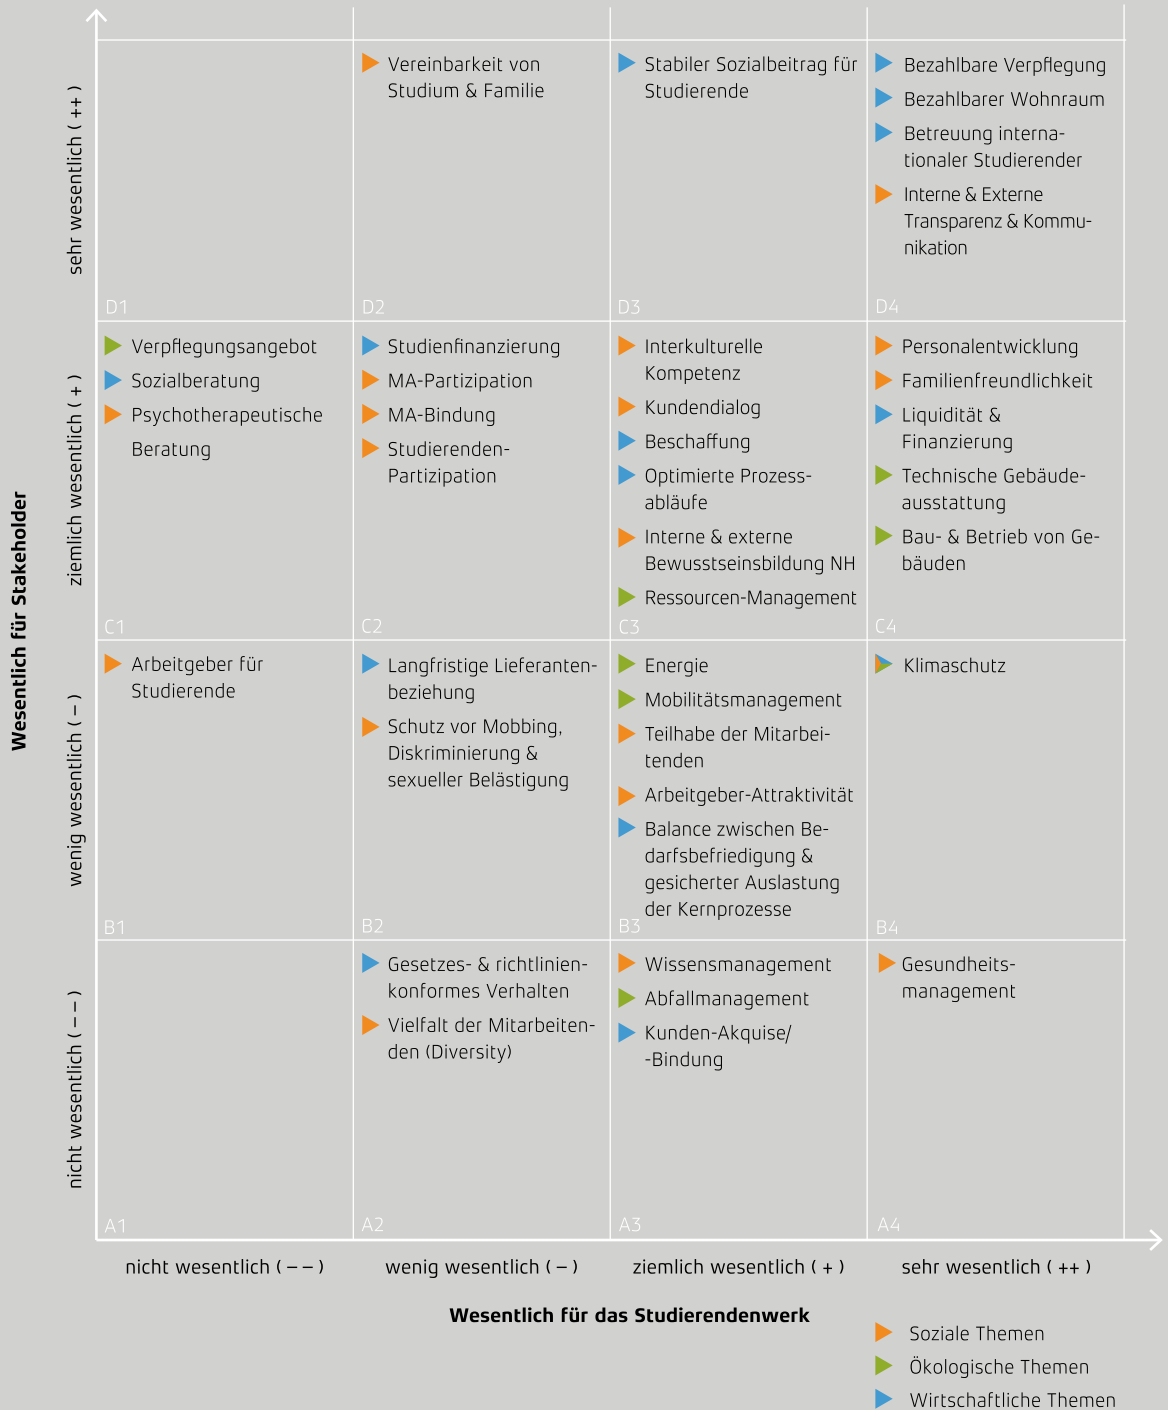 Wesentlich für Stakeholder
sehr wesentlich ( ++ )
Vereinbarkeit von
Studium & Familie
Stabiler Sozialbeitrag für
Studierende
Bezahlbare Verpflegung
Bezahlbarer Wohnraum
Betreuung interna-
tionaler Studierender
Interne & Externe
Transparenz & Kommu-
nikation
D1
D2
D3
D4
ziemlich wesentlich ( + )
Verpflegungsangebot
Sozialberatung
Psychotherapeutische
Beratung
C1
Studienfinanzierung
MA-Partizipation
MA-Bindung
Studierenden-
Partizipation
C2
Interkulturelle
Kompetenz
Kundendialog
Beschaffung
Optimierte Prozess-
abläufe
Interne & externe
Bewusstseinsbildung NH
Ressourcen-Management
C3
Personalentwicklung
Familienfreundlichkeit
Liquidität &
Finanzierung
Technische Gebäude-
ausstattung
Bau- & Betrieb von Ge-
bäuden
C4
wenig wesentlich ( – )
Arbeitgeber für
Studierende
B1
Langfristige Lieferanten-
beziehung
Schutz vor Mobbing,
Diskriminierung &
sexueller Belästigung
B2
Energie
Mobilitätsmanagement
Teilhabe der Mitarbei-
tenden
Arbeitgeber-Attraktivität
Balance zwischen Be-
darfsbefriedigung &
gesicherter Auslastung
der Kernprozesse
B3
Klimaschutz
B4
nicht wesentlich ( – – )
A1
Gesetzes- & richtlinien-
konformes Verhalten
Vielfalt der Mitarbeiten-
den (Diversity)
A2
Wissensmanagement
Abfallmanagement
Kunden-Akquise/
-Bindung
A3
Gesundheits-
management
A4
nicht wesentlich ( – – )
wenig wesentlich ( – )
ziemlich wesentlich ( + )
sehr wesentlich ( ++ )
Wesentlich für das Studierendenwerk
Soziale Themen
Ökologische Themen
Wirtschaftliche Themen